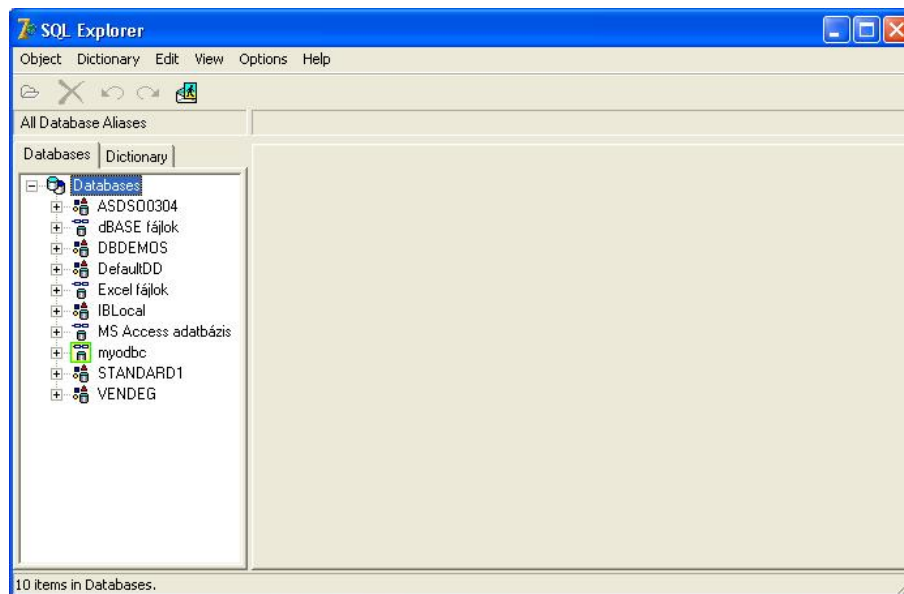 SQL Explorer
Object Dictionary Edit View Options Help
All Database Aliases
Databases Dictionary
Databases
ASDSO0304
dBASE fájlok
DBDEMOS
DefaultDD
Excel fájlok
IBLocal
MS Access adatbázis
myodbc
STANDARD1
VENDEG
10 items in Databases.